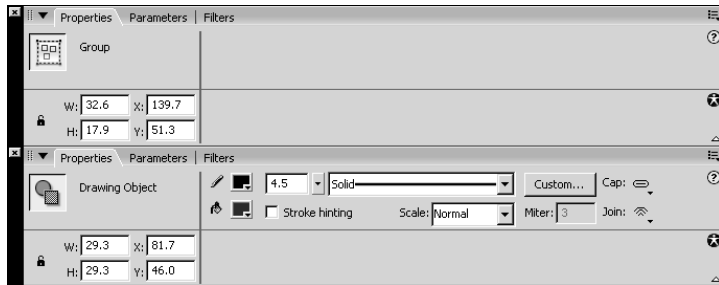 Properties Parameters | Filters
Group
W: 32.6 X: 139.7
H: 17.9 Y: 51.3
Properties Parameters | Filters
Drawing Object 4.5 Solid Custom... Cap:
Stroke hinting Scale: Normal Miter: 3 Join:
W: 29.3 X: 81.7
H: 29.3 Y: 46.0